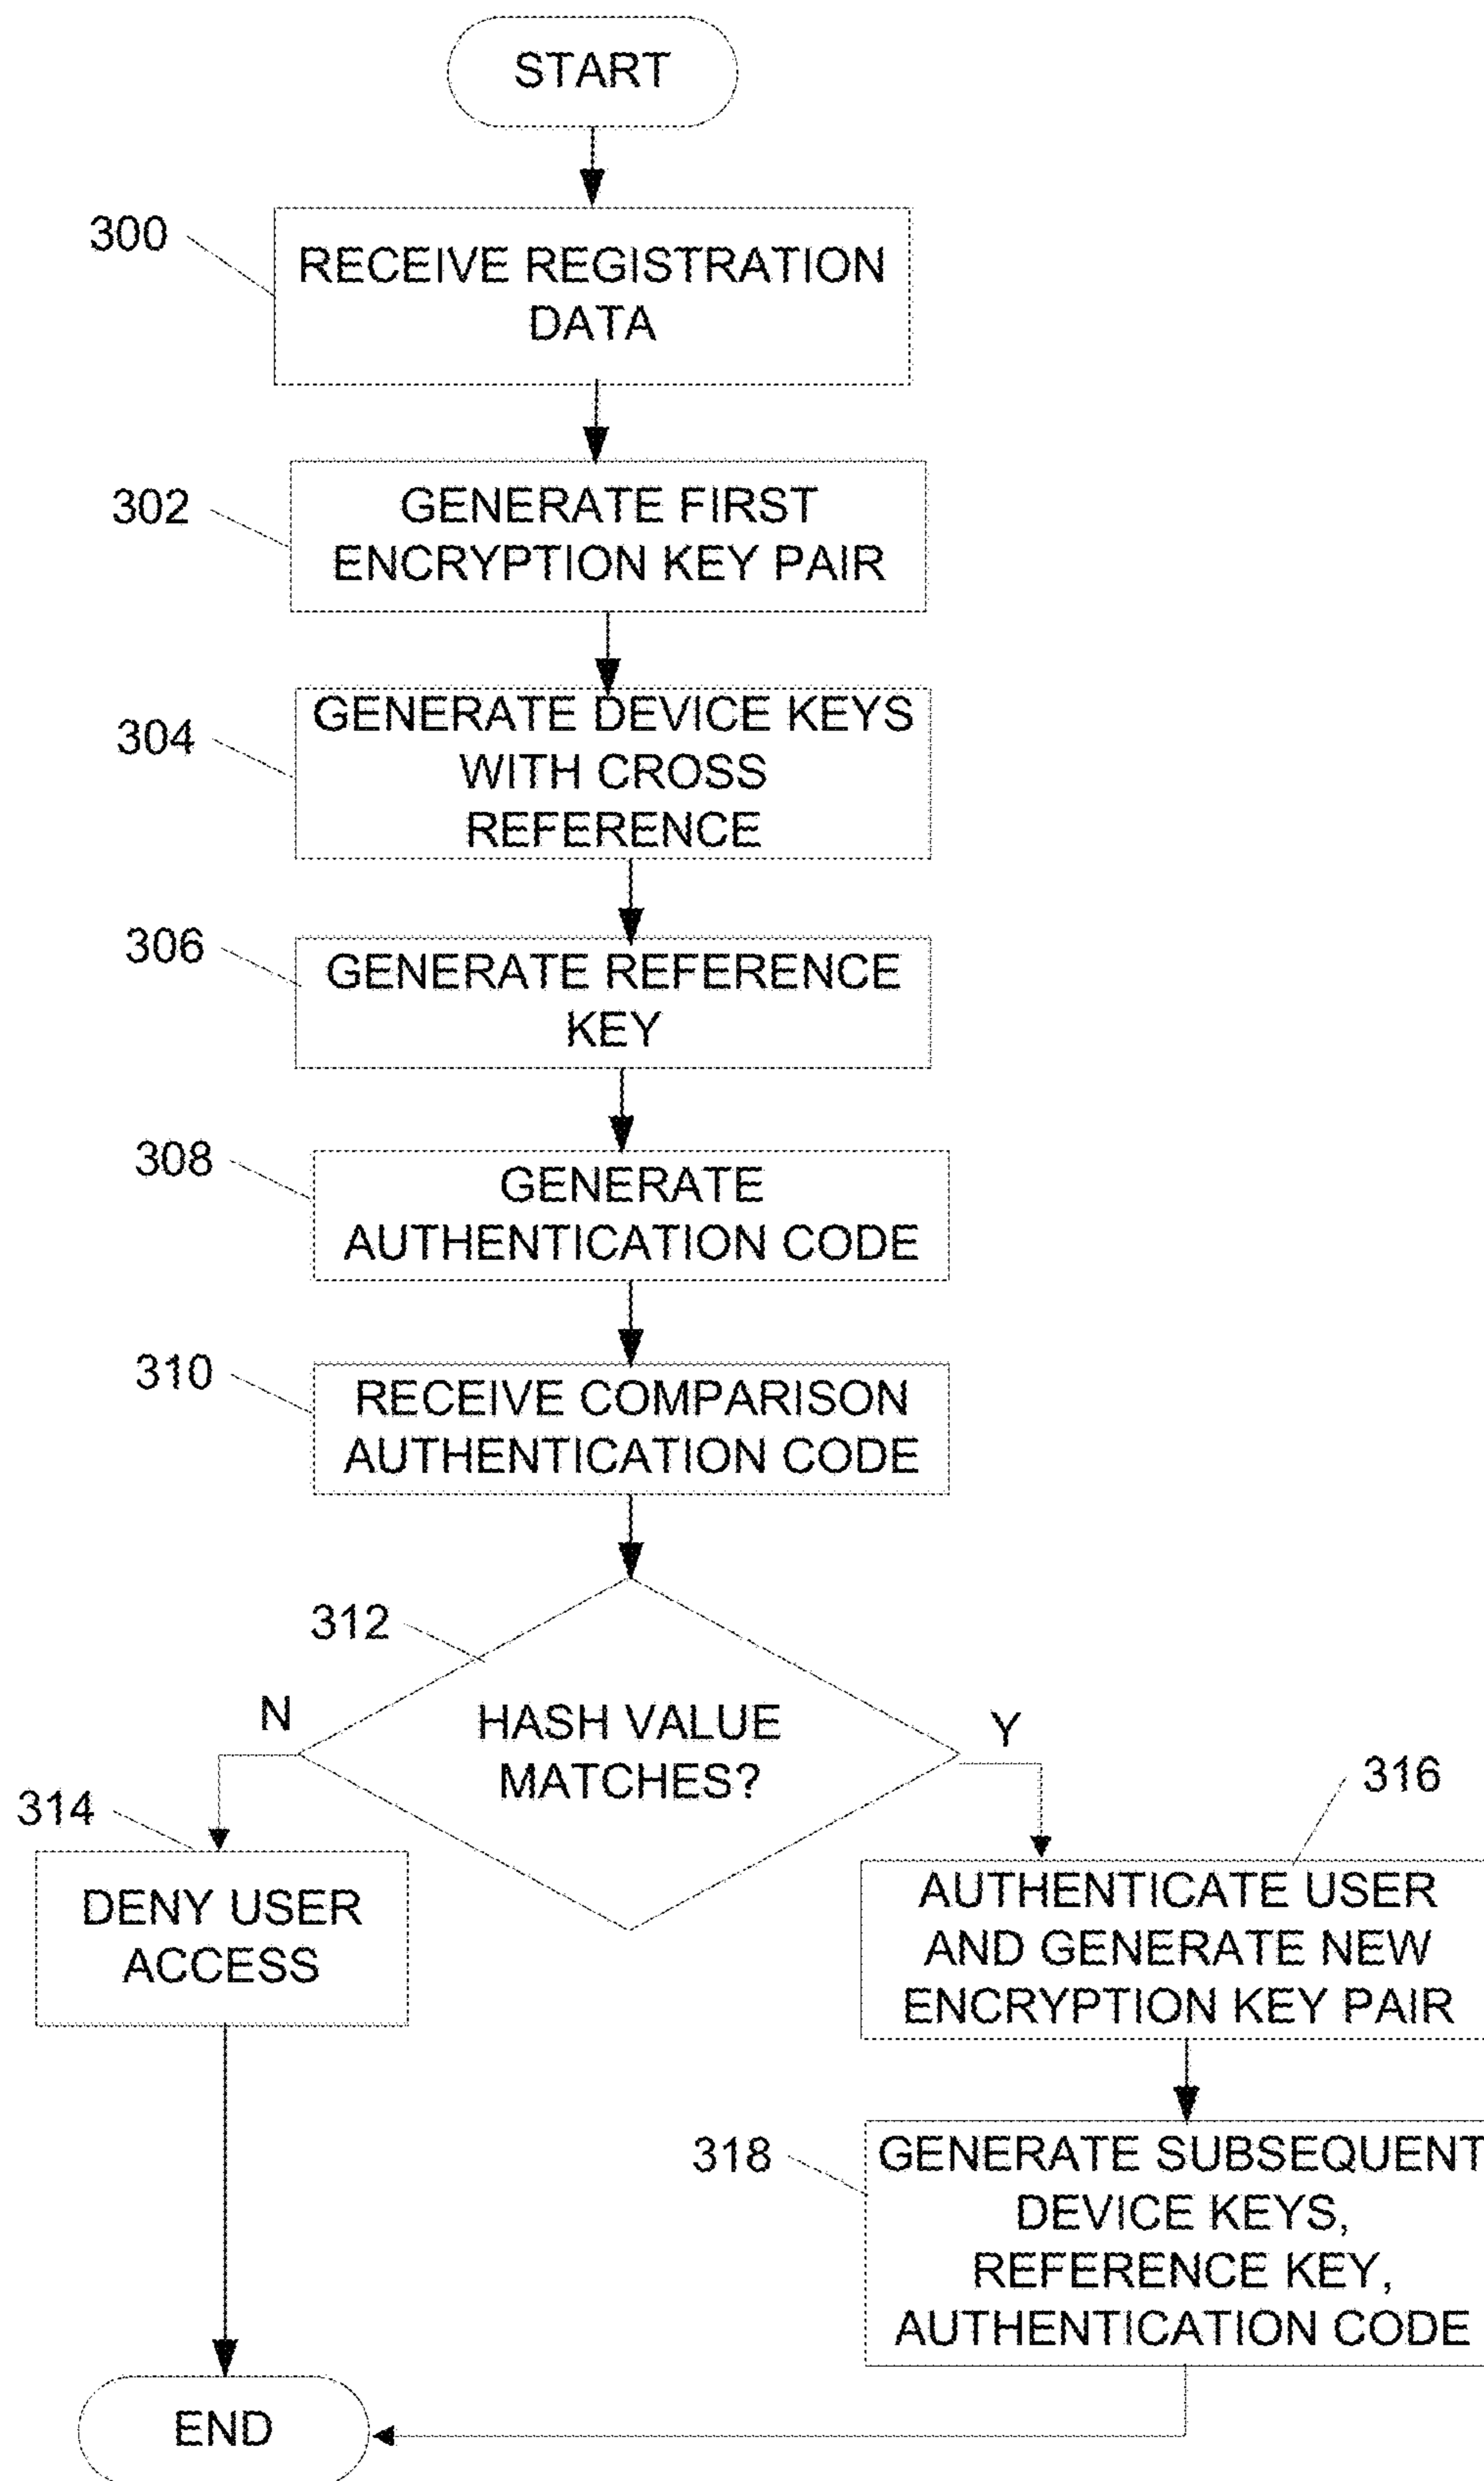 START
300
RECEIVE REGISTRATION
DATA
302
GENERATE FIRST
ENCRYPTION KEY PAIR
304
GENERATE DEVICE KEYS
WITH CROSS
REFERENCE
306
GENERATE REFERENCE
KEY
308
GENERATE
AUTHENTICATION CODE
310
RECEIVE COMPARISON
AUTHENTICATION CODE
312
HASH VALUE
MATCHES?
N
Y
314
DENY USER
ACCESS
316
AUTHENTICATE USER
AND GENERATE NEW
ENCRYPTION KEY PAIR
318
GENERATE SUBSEQUENT
DEVICE KEYS,
REFERENCE KEY,
AUTHENTICATION CODE
END